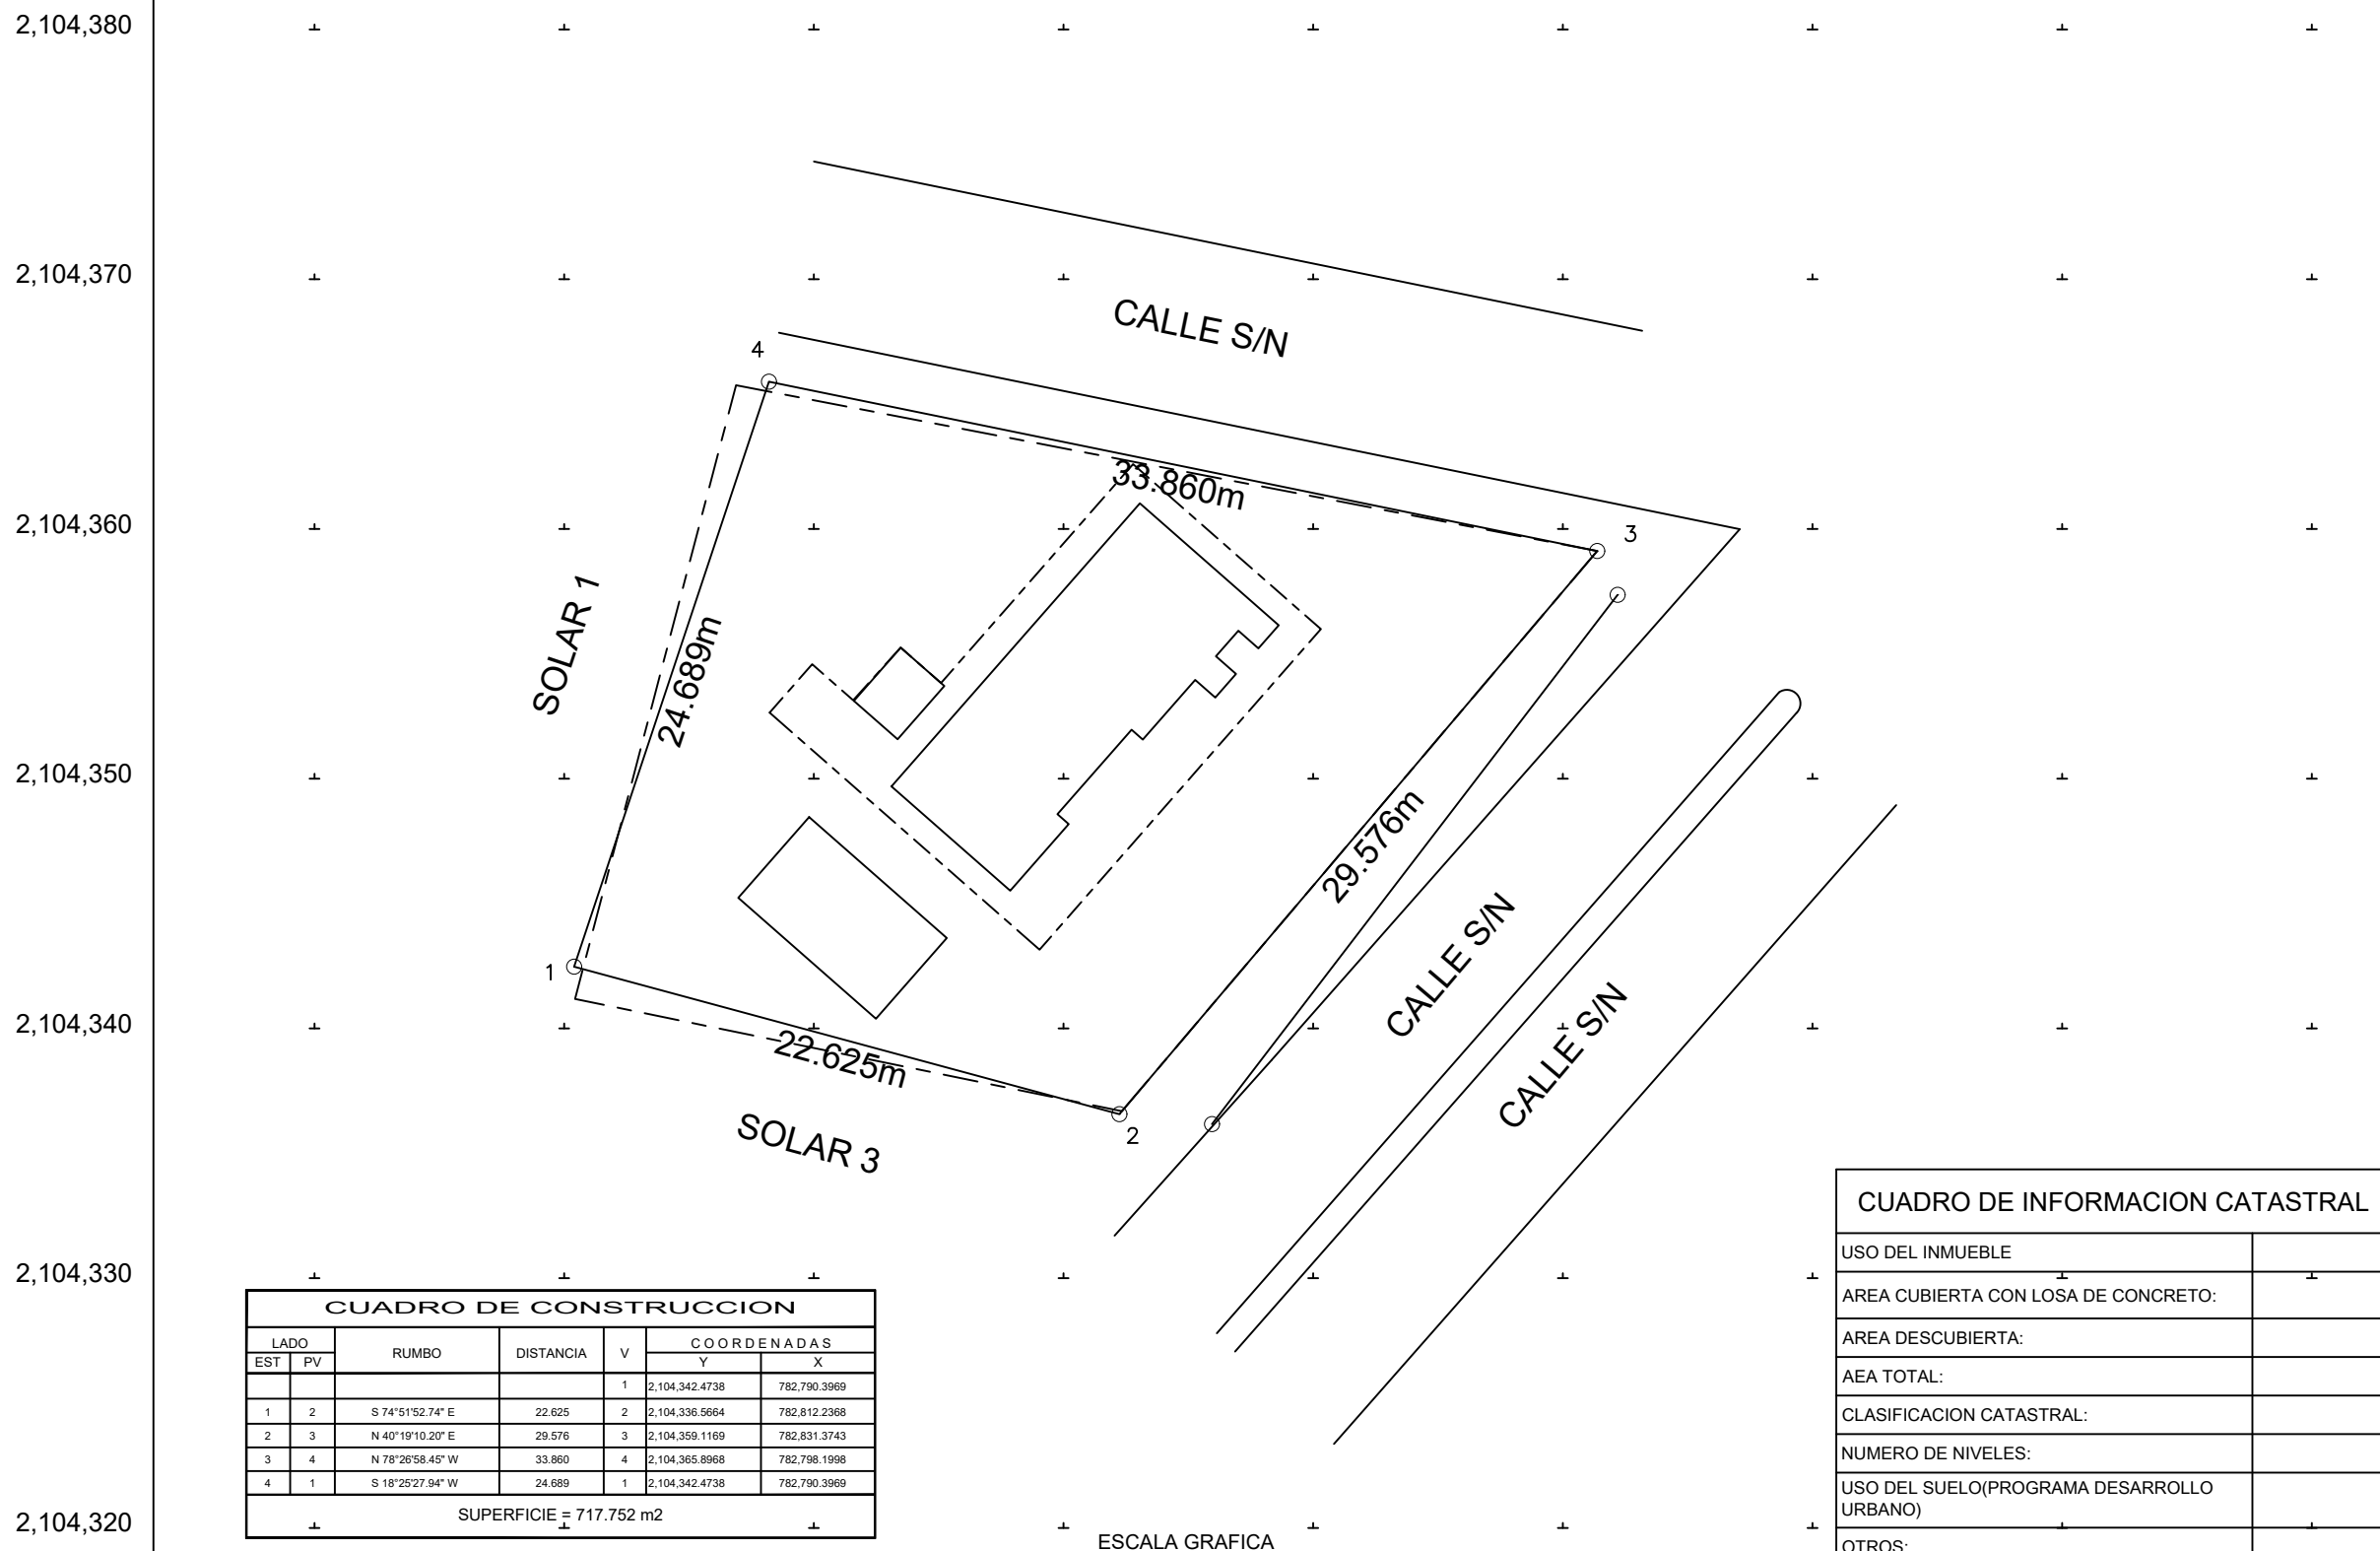 2,104,380
2,104,370
CALLE S/N
4
33.860m
2,104,360
3
SOLAR 1
24.689m
2,104,350
29.576m
CALLE S/N
1
CALLE S/N
2,104,340
22.625m
2
SOLAR 3
2,104,330
2,104,320
CUADRO DE CONSTRUCCION
LADO RUMBO DISTANCIA V COORDENADAS
EST PV Y X
1 2,104,342.4738 782,790.3969
1 2 S 74°51'52.74" E 22.625 2 2,104,336.5664 782,812.2368
2 3 N 40°19'10.20" E 29.576 3 2,104,359.1169 782,831.3743
3 4 N 78°26'58.45" W 33.860 4 2,104,365.8968 782,798.1998
4 1 S 18°25'27.94" W 24.689 1 2,104,342.4738 782,790.3969
SUPERFICIE = 717.752 m2
ESCALA GRAFICA
CUADRO DE INFORMACION CATASTRAL
USO DEL INMUEBLE
AREA CUBIERTA CON LOSA DE CONCRETO:
AREA DESCUBIERTA:
AEA TOTAL:
CLASIFICACION CATASTRAL:
NUMERO DE NIVELES:
USO DEL SUELO(PROGRAMA DESARROLLO
URBANO)
OTROS: